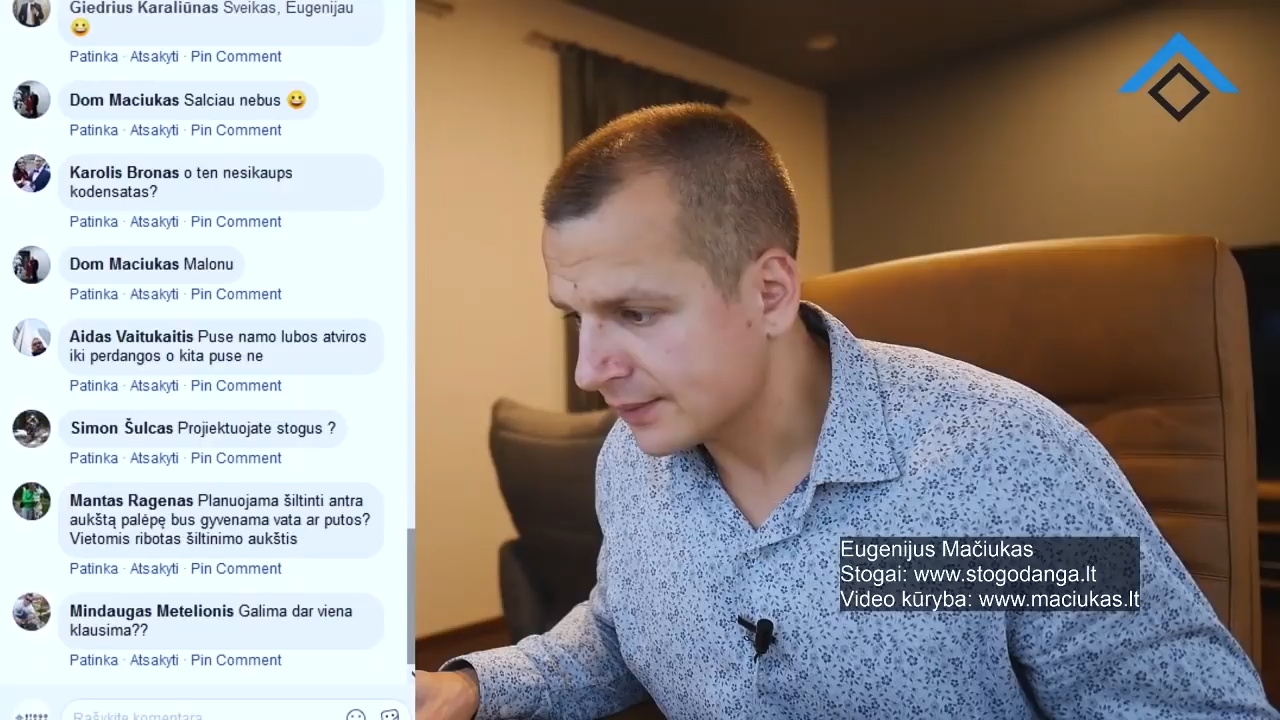 Giedrius Karaliūnas Sveikas, Eugenijau
😀
Patinka · Atsakyti · Pin Comment
Dom Maciukas Salciau nebus 😀
Patinka · Atsakyti · Pin Comment
Karolis Bronas o ten nesikaups
kodensatas?
Patinka · Atsakyti · Pin Comment
Dom Maciukas Malonu
Patinka · Atsakyti · Pin Comment
Aidas Vaitukaitis Puse namo lubos atviros
iki perdangos o kita puse ne
Patinka · Atsakyti · Pin Comment
Simon Šulcas Projiektuojate stogus ?
Patinka · Atsakyti · Pin Comment
Mantas Ragenas Planuojama šiltinti antra
aukštą palėpę bus gyvenama vata ar putos?
Vietomis ribotas šiltinimo aukštis
Patinka · Atsakyti · Pin Comment
Mindaugas Metelionis Galima dar viena
klausima??
Patinka · Atsakyti · Pin Comment
Rašykite komentarą
Eugenijus Mačiukas
Stogai: www.stogodanga.lt
Video kūryba: www.maciukas.lt